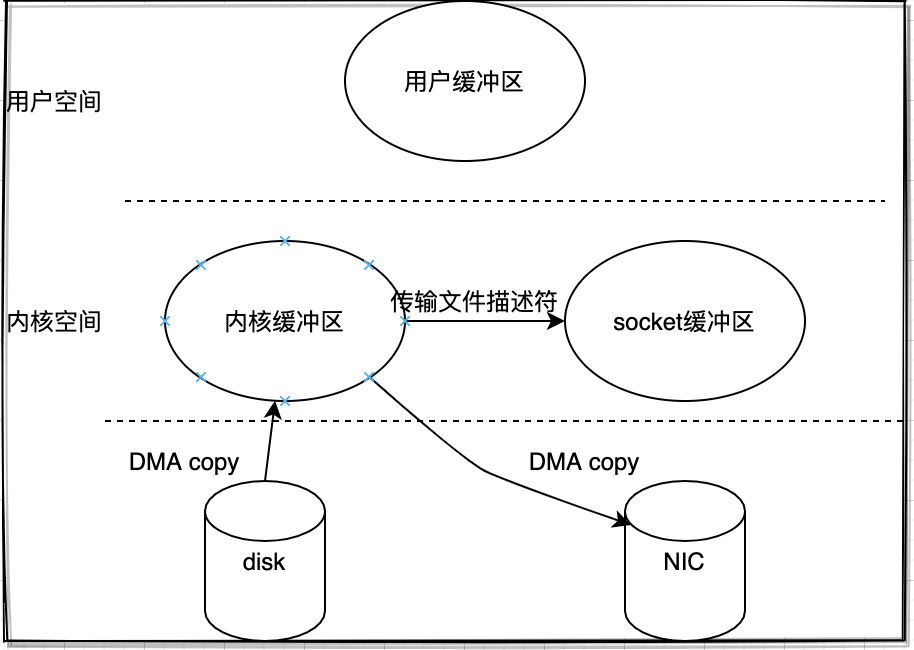 用户缓冲区
用户空间
传输文件描述符
内核空间
内核缓冲区
socket缓冲区
DMA copy
DMA copy
disk
NIC